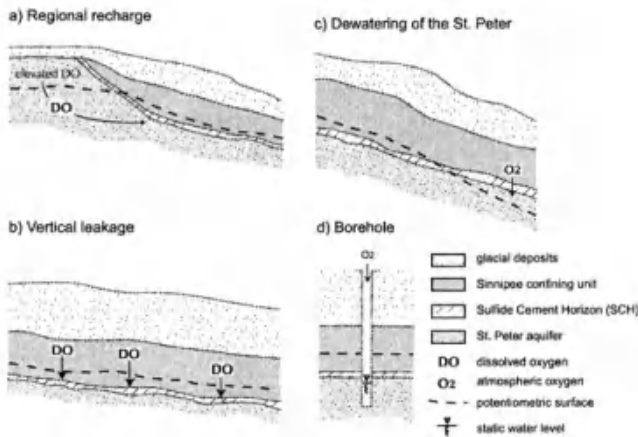 a) Regional recharge
elevated DO
DO
b) Vertical leakage
DO
DO
DO
c) Dewatering of the St. Peter
O2
d) Borehole
O2
glacial deposits
Sinnipee confining unit
Sulfide Cement Horizon (SCH)
St. Peter aquifer
DO dissolved oxygen
O2 atmospheric oxygen
potentiometric surface
static water level